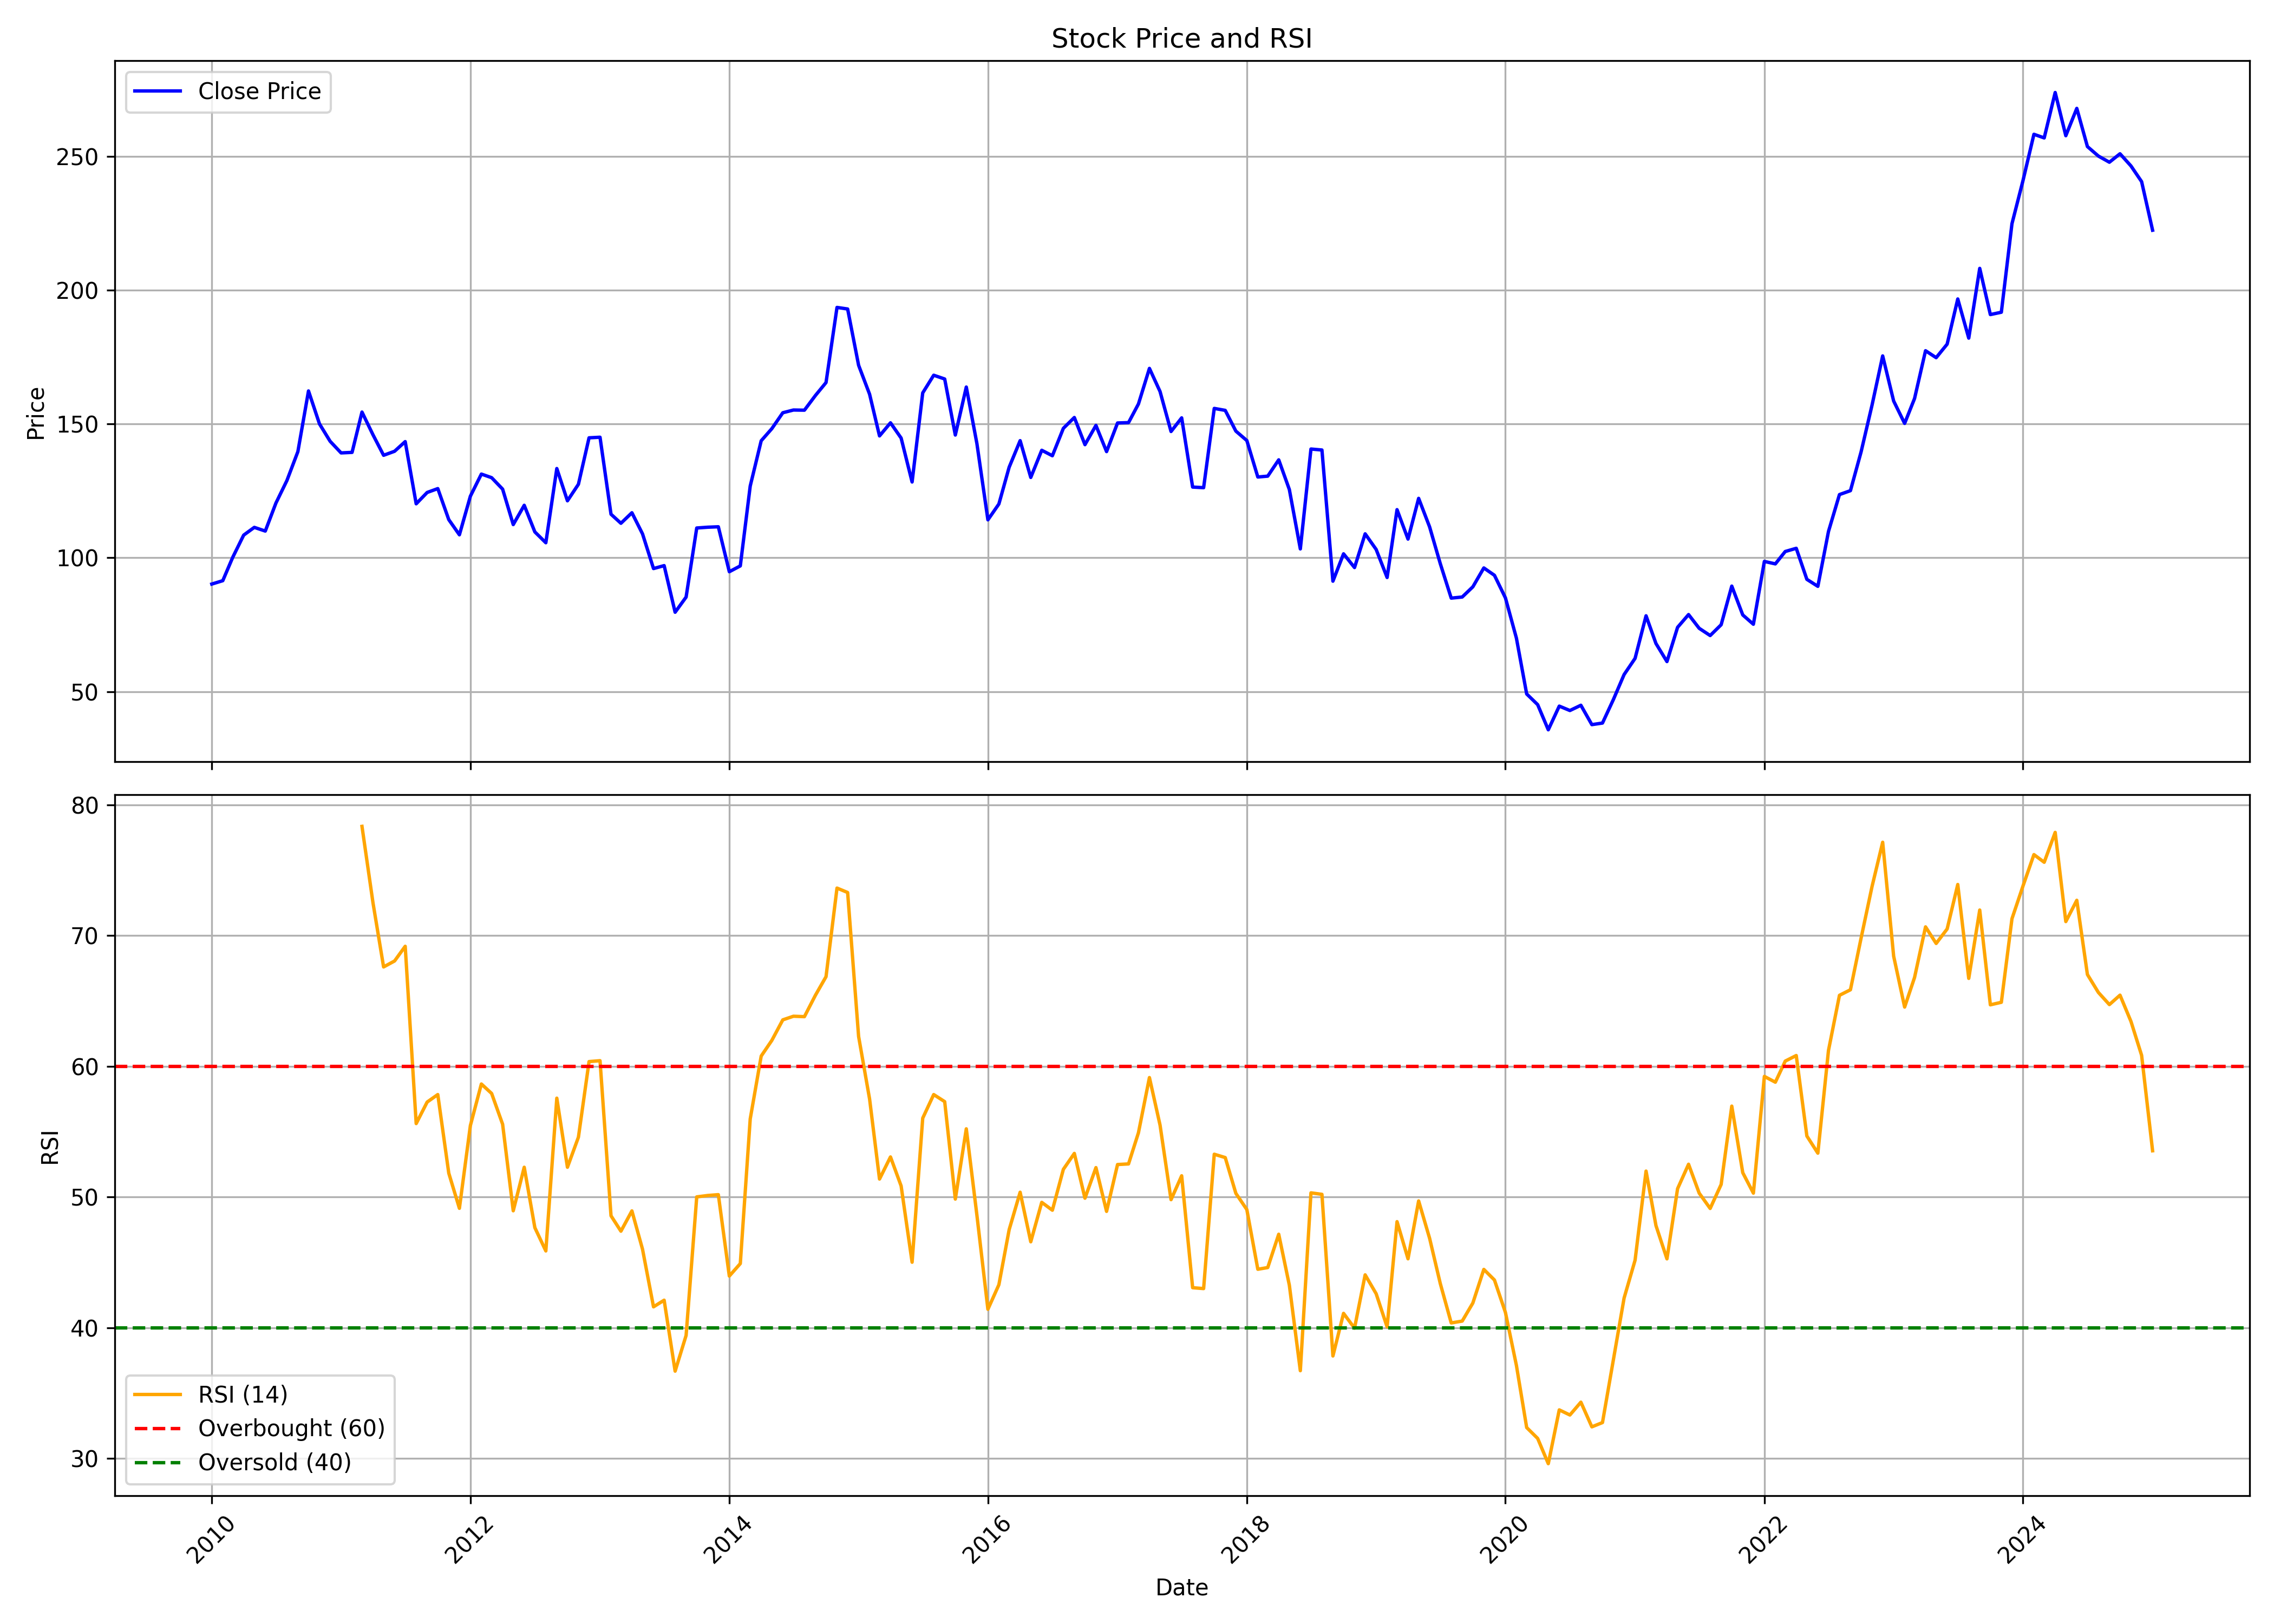 Stock Price and RSI
Close Price
250
200
150
100
50
Price
80
70
60
50
40
30
RSI
RSI (14)
Overbought (60)
Oversold (40)
2010
2012
2014
2016
2018
2020
2022
2024
Date